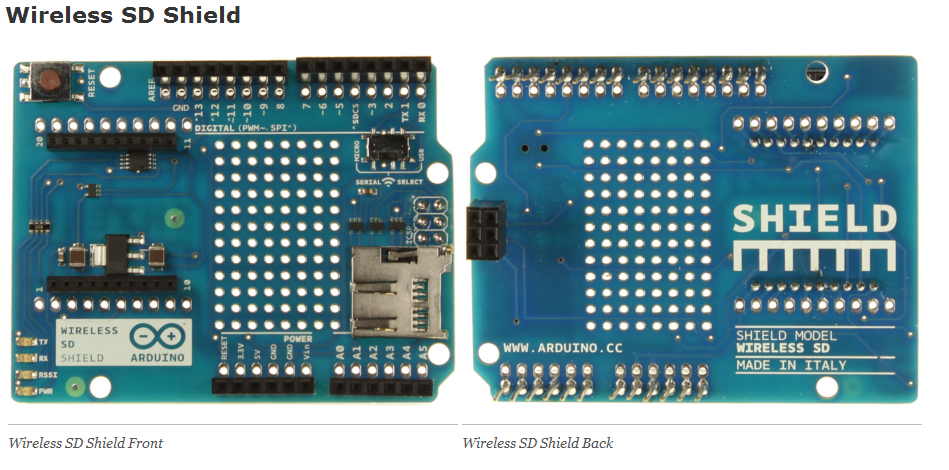 Wireless SD Shield
RESET
AREF
GND
~13
~12
~11
~10
~9
8
7
~6
~5
^SDCS
~3
2
TX 1
RX 0
DIGITAL (PWM~. SPI^)
20
11
MICRO
USB
SERIAL SELECT
ICSP
1
10
WIRELESS
SD
SHIELD
ARDUINO
TX
RX
RSSI
PWR
POWER
RESET
3.3V
5V
GND
GND
Vin
A0
A1
A2
A3
A4
A5
SHIELD
WWW.ARDUINO.CC
SHIELD MODEL
WIRELESS SD
MADE IN ITALY
Wireless SD Shield Front
Wireless SD Shield Back